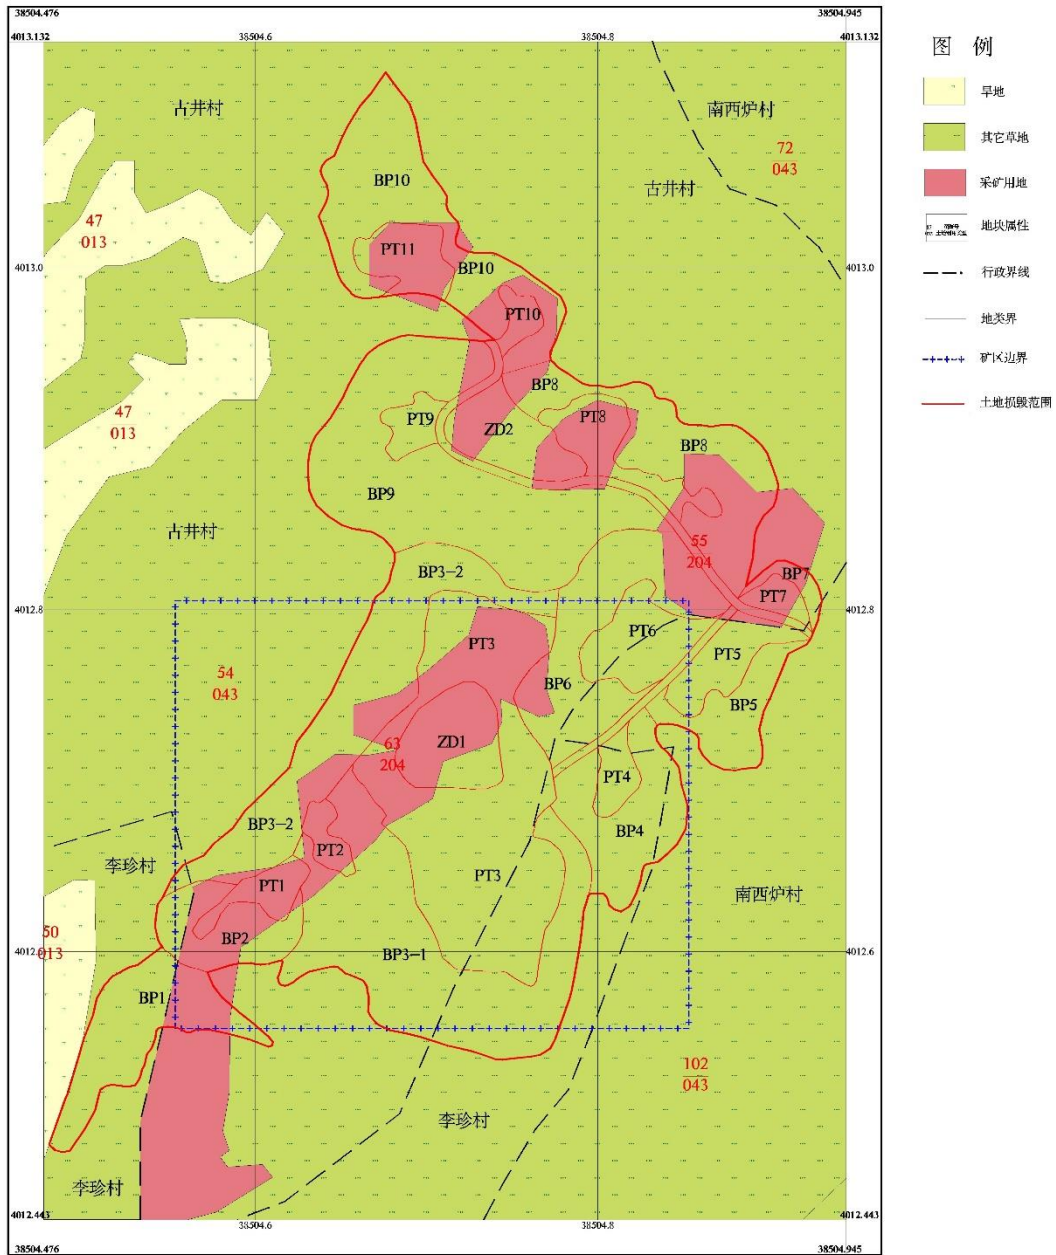 38504.476
38504.945
4013.132
38504.6
38504.8
4013.132
图 例
旱地
其它草地
采矿用地
地块属性
行政界线
地类界
矿区边界
土地损毁范围
古井村
南西炉村
72
043
古井村
BP10
47
013
PT11
BP10
4013.0
4013.0
PT10
BP8
47
013
PT9
ZD2
PT8
BP8
BP9
古井村
55
204
BP3-2
BP7
PT7
4012.8
4012.8
PT6
PT3
PT5
54
043
BP6
BP5
ZD1
63
204
PT4
BP3-2
BP4
PT2
李珍村
PT1
PT3
南西炉村
50
013
BP2
4012.6
BP3-1
4012.6
BP1
102
043
李珍村
李珍村
4012.443
38504.6
38504.8
4012.443
38504.476
38504.945